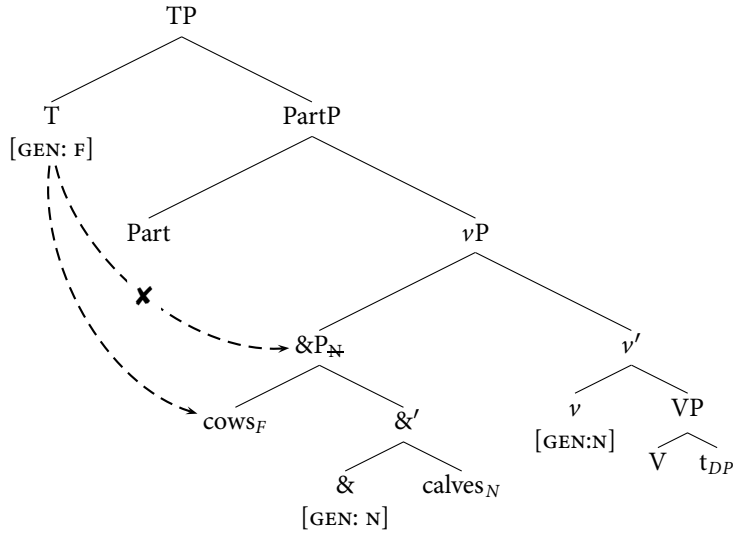 TP
T PartP
[GEN: F]
Part vP
✘
&P_N v′
cows_F &′ v VP
[GEN:N]
& calves_N V t_DP
[GEN: N]